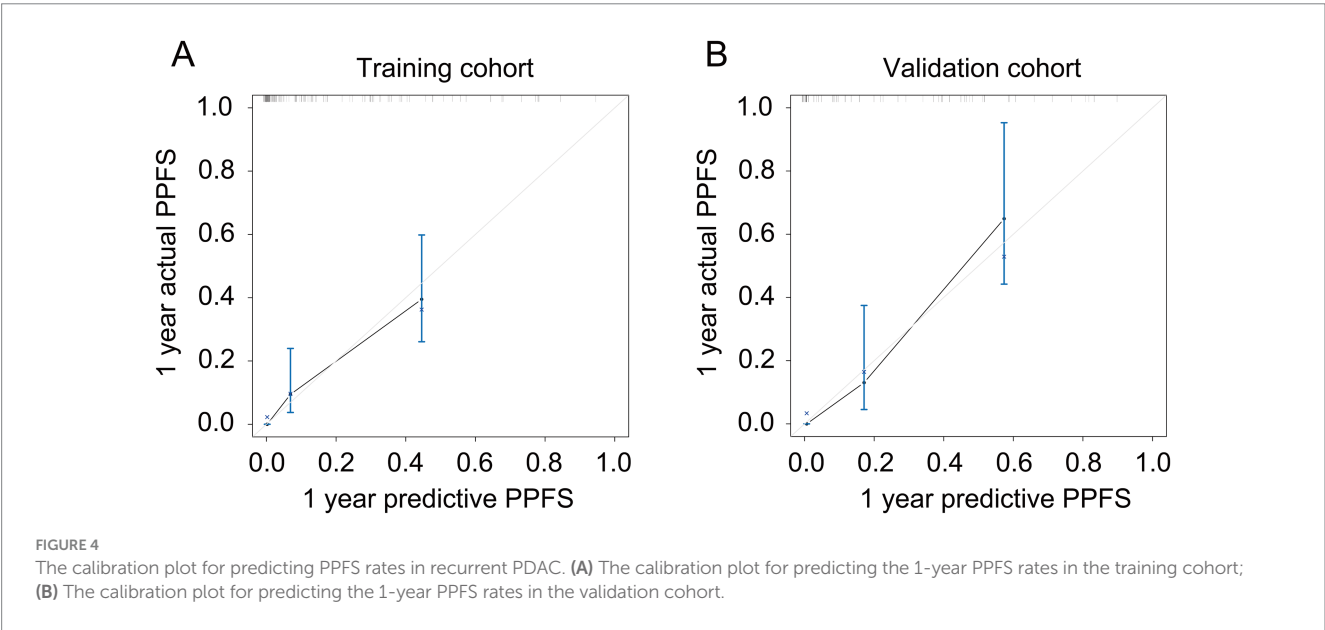 A
Training cohort
1 year actual PPFS
1.0
0.8
0.6
0.4
0.2
0.0
0.0 0.2 0.4 0.6 0.8 1.0
1 year predictive PPFS
B
Validation cohort
1 year actual PPFS
1.0
0.8
0.6
0.4
0.2
0.0
0.0 0.2 0.4 0.6 0.8 1.0
1 year predictive PPFS
FIGURE 4
The calibration plot for predicting PPFS rates in recurrent PDAC. (A) The calibration plot for predicting the 1-year PPFS rates in the training cohort;
(B) The calibration plot for predicting the 1-year PPFS rates in the validation cohort.